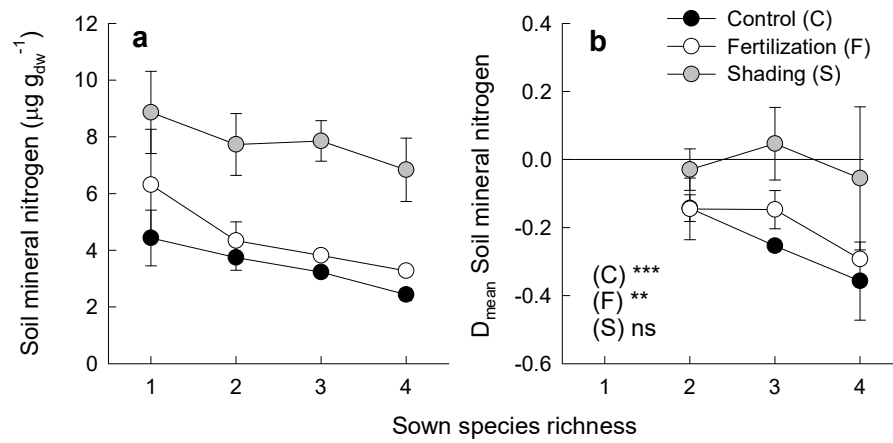 a
12
10
8
6
4
2
0
Soil mineral nitrogen (µg g_dw^-1)
1 2 3 4
b
Control (C)
Fertilization (F)
Shading (S)
0.4
0.2
0.0
-0.2
-0.4
-0.6
D_mean Soil mineral nitrogen
(C) ***
(F) **
(S) ns
1 2 3 4
Sown species richness